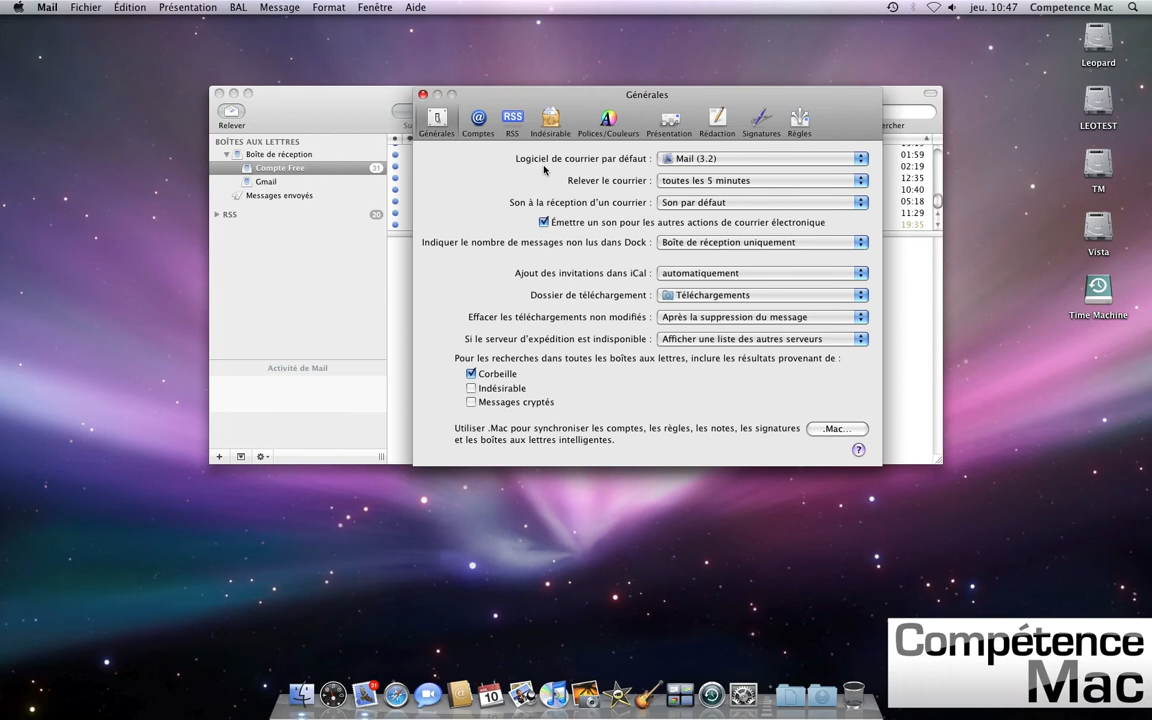 Mail Fichier Édition Présentation BAL Message Format Fenêtre Aide jeu. 10:47 Competence Mac
Leopard
LEOTEST
TM
Vista
Time Machine
Relever
BOÎTES AUX LETTRES
Boîte de réception
Compte Free 31
Gmail
Messages envoyés
RSS 20
Activité de Mail
Générales
Générales Comptes RSS Indésirable Polices/Couleurs Présentation Rédaction Signatures Règles
Logiciel de courrier par défaut : Mail (3.2)
Relever le courrier : toutes les 5 minutes
Son à la réception d'un courrier : Son par défaut
Émettre un son pour les autres actions de courrier électronique
Indiquer le nombre de messages non lus dans Dock : Boîte de réception uniquement
Ajout des invitations dans iCal : automatiquement
Dossier de téléchargement : Téléchargements
Effacer les téléchargements non modifiés : Après la suppression du message
Si le serveur d'expédition est indisponible : Afficher une liste des autres serveurs
Pour les recherches dans toutes les boîtes aux lettres, inclure les résultats provenant de :
Corbeille
Indésirable
Messages cryptés
Utiliser .Mac pour synchroniser les comptes, les règles, les notes, les signatures
et les boîtes aux lettres intelligentes.
.Mac...
?
ercher
01:59
02:19
12:35
10:40
05:18
11:29
19:35
Compétence
Mac